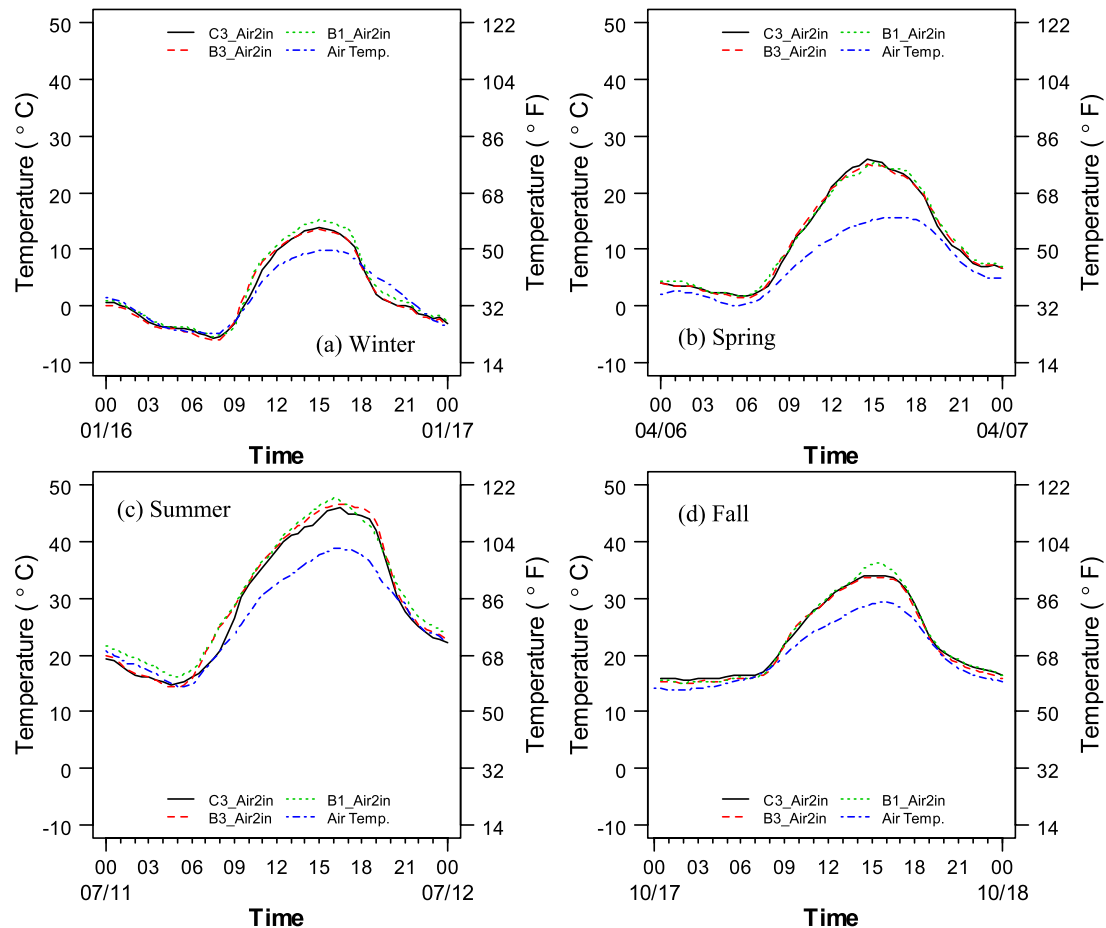 C3_Air2in B1_Air2in
B3_Air2in Air Temp.
50
40
30
20
10
0
-10
Temperature ( ° C)
122
104
86
68
50
32
14
Temperature ( ° F)
(a) Winter
00 03 06 09 12 15 18 21 00
01/16 01/17
Time
C3_Air2in B1_Air2in
B3_Air2in Air Temp.
50
40
30
20
10
0
-10
Temperature ( ° C)
122
104
86
68
50
32
14
Temperature ( ° F)
(b) Spring
00 03 06 09 12 15 18 21 00
04/06 04/07
Time
(c) Summer
50
40
30
20
10
0
-10
Temperature ( ° C)
122
104
86
68
50
32
14
Temperature ( ° F)
C3_Air2in B1_Air2in
B3_Air2in Air Temp.
00 03 06 09 12 15 18 21 00
07/11 07/12
Time
(d) Fall
50
40
30
20
10
0
-10
Temperature ( ° C)
122
104
86
68
50
32
14
Temperature ( ° F)
C3_Air2in B1_Air2in
B3_Air2in Air Temp.
00 03 06 09 12 15 18 21 00
10/17 10/18
Time